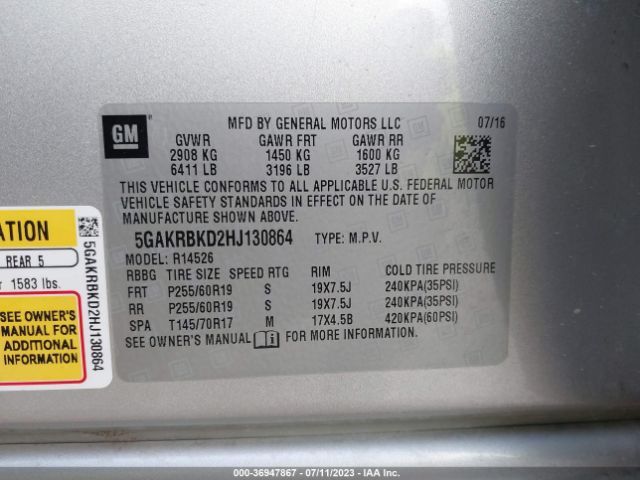 GM
®
MFD BY GENERAL MOTORS LLC 07/16
GVWR GAWR FRT GAWR RR
2908 KG 1450 KG 1600 KG
6411 LB 3196 LB 3527 LB
THIS VEHICLE CONFORMS TO ALL APPLICABLE U.S. FEDERAL MOTOR
VEHICLE SAFETY STANDARDS IN EFFECT ON THE DATE OF
MANUFACTURE SHOWN ABOVE.
5GAKRBKD2HJ130864 TYPE: M.P.V.
MODEL: R14526
RBBG TIRE SIZE SPEED RTG RIM COLD TIRE PRESSURE
FRT P255/60R19 S 19X7.5J 240KPA(35PSI)
RR P255/60R19 S 19X7.5J 240KPA(35PSI)
SPA T145/70R17 M 17X4.5B 420KPA(60PSI)
SEE OWNER'S MANUAL i FOR MORE INFORMATION.
ATION
REAR 5
1583 lbs.
SEE OWNER'S
MANUAL FOR
ADDITIONAL
INFORMATION
5GAKRBKD2HJ130864
000-36947867 - 07/11/2023 - IAA Inc.